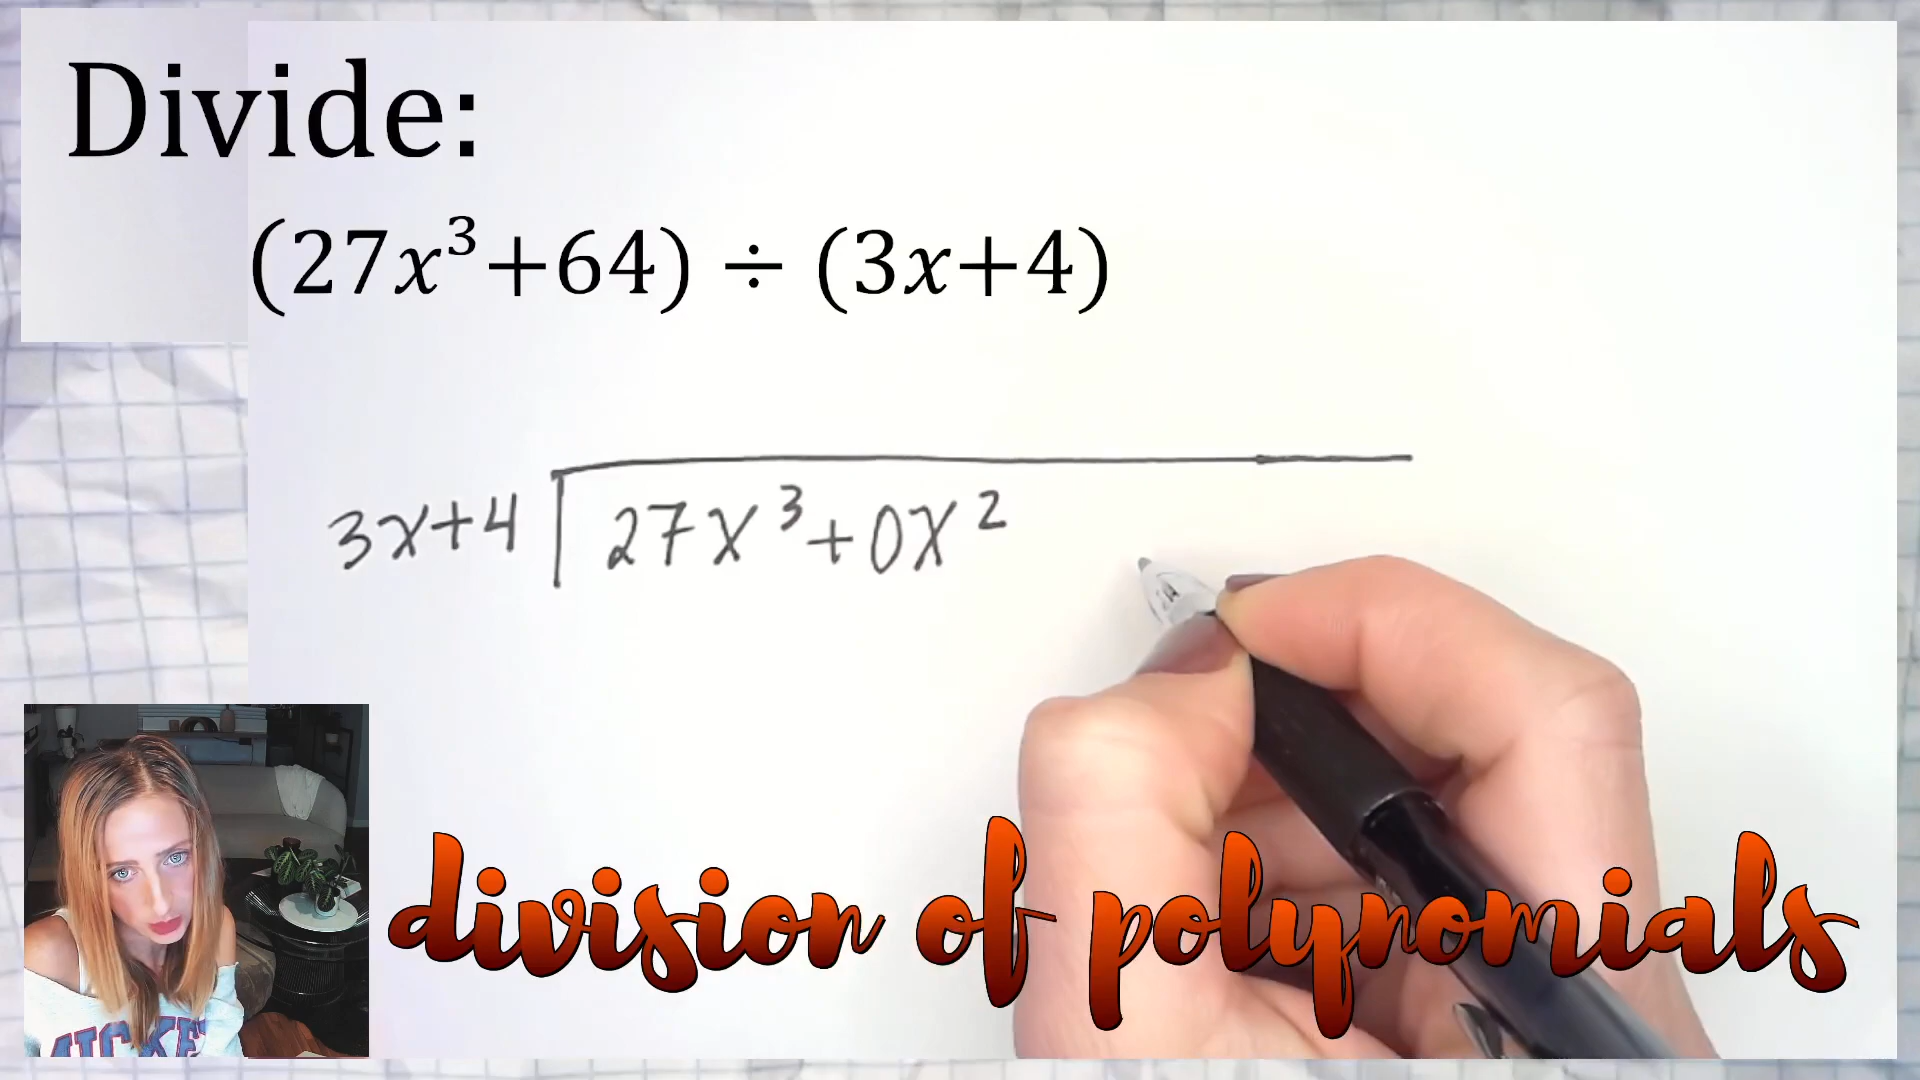 Divide:
(27x³+64) ÷ (3x+4)
3x+4 27x³+0x²
division of polynomials